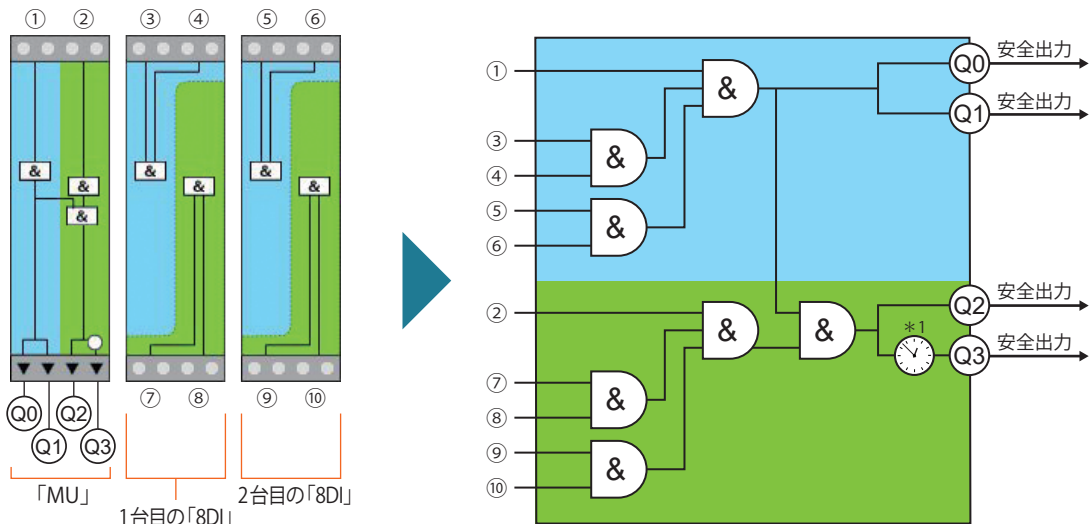 ① ② ③ ④ ⑤ ⑥
& & & & & & &
Q0 Q1 Q2 Q3
⑦ ⑧ ⑨ ⑩
「MU」
1台目の「8DI」
2台目の「8DI」
① & Q0 安全出力
Q1 安全出力
③ ④ &
⑤ ⑥ &
② & & Q2 安全出力
*1 Q3 安全出力
⑦ ⑧ &
⑨ ⑩ &